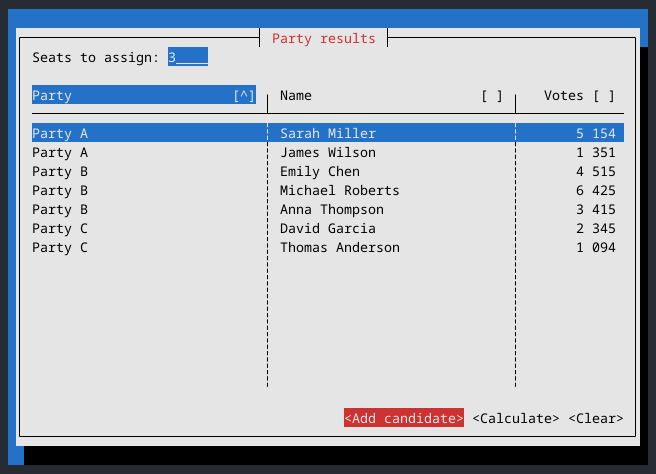 Party results
Seats to assign: 3____
Party [^] Name [ ] Votes [ ]
Party A Sarah Miller 5 154
Party A James Wilson 1 351
Party B Emily Chen 4 515
Party B Michael Roberts 6 425
Party B Anna Thompson 3 415
Party C David Garcia 2 345
Party C Thomas Anderson 1 094
<Add candidate> <Calculate> <Clear>